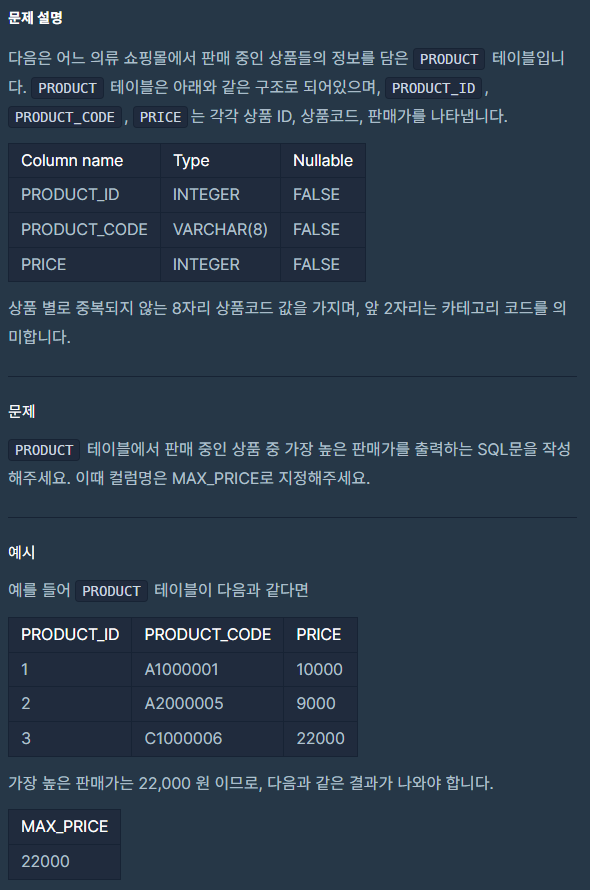 문제 설명
다음은 어느 의류 쇼핑몰에서 판매 중인 상품들의 정보를 담은 PRODUCT 테이블입니
다. PRODUCT 테이블은 아래와 같은 구조로 되어있으며, PRODUCT_ID,
PRODUCT_CODE, PRICE는 각각 상품 ID, 상품코드, 판매가를 나타냅니다.
Column name Type Nullable
PRODUCT_ID INTEGER FALSE
PRODUCT_CODE VARCHAR(8) FALSE
PRICE INTEGER FALSE
상품 별로 중복되지 않는 8자리 상품코드 값을 가지며, 앞 2자리는 카테고리 코드를 의
미합니다.
문제
PRODUCT 테이블에서 판매 중인 상품 중 가장 높은 판매가를 출력하는 SQL문을 작성
해주세요. 이때 컬럼명은 MAX_PRICE로 지정해주세요.
예시
예를 들어 PRODUCT 테이블이 다음과 같다면
PRODUCT_ID PRODUCT_CODE PRICE
1 A1000001 10000
2 A2000005 9000
3 C1000006 22000
가장 높은 판매가는 22,000 원 이므로, 다음과 같은 결과가 나와야 합니다.
MAX_PRICE
22000